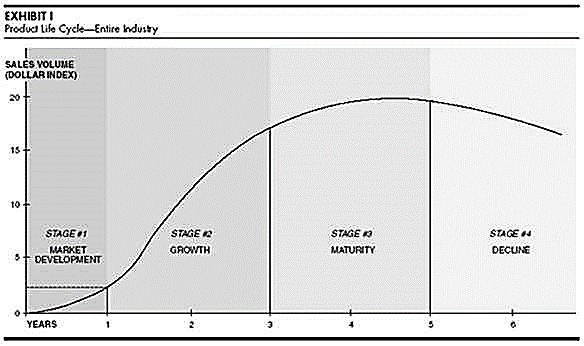 EXHIBIT I
Product Life Cycle—Entire Industry
SALES VOLUME
(DOLLAR INDEX)
20
15
10
5
0
STAGE #1
MARKET
DEVELOPMENT
STAGE #2
GROWTH
STAGE #3
MATURITY
STAGE #4
DECLINE
YEARS
1
2
3
4
5
6